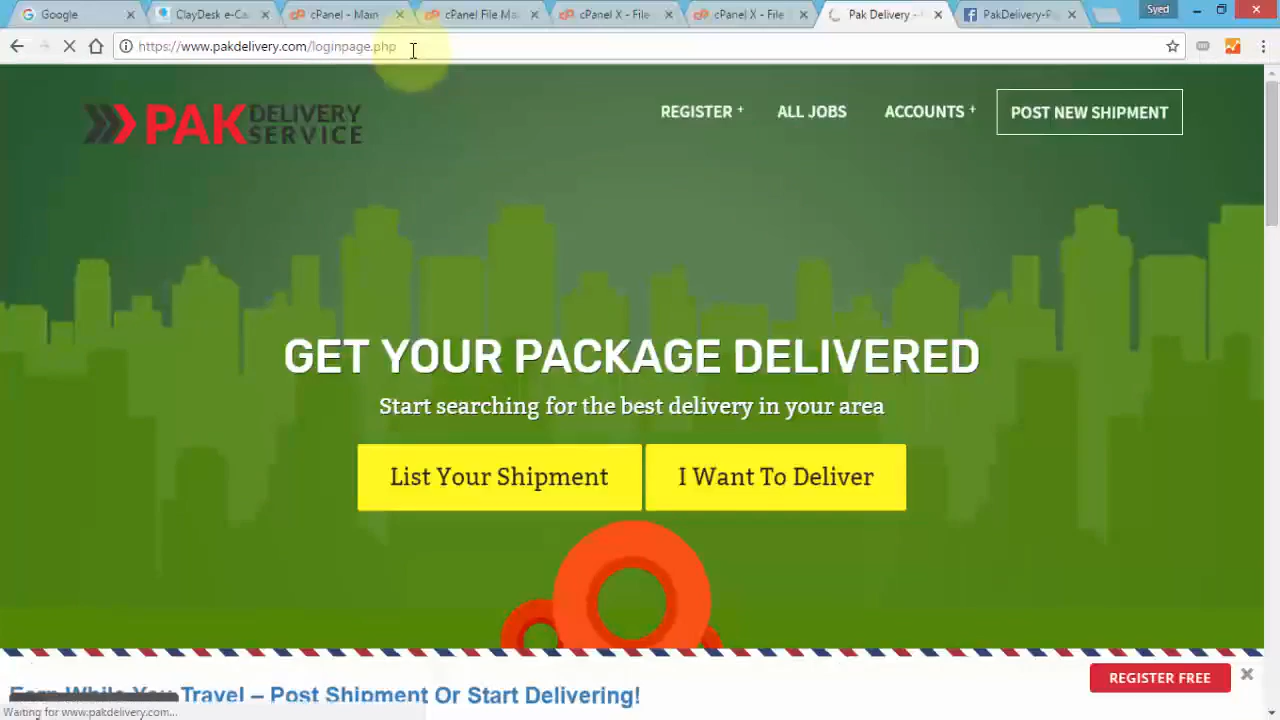 Google
ClayDesk e-Ca
cPanel - Main
cPanel File Ma
cPanel X - File
cPanel X - File
Pak Delivery -
PakDelivery-P
Syed
https://www.pakdelivery.com/loginpage.php
PAK DELIVERY SERVICE
REGISTER +
ALL JOBS
ACCOUNTS +
POST NEW SHIPMENT
GET YOUR PACKAGE DELIVERED
Start searching for the best delivery in your area
List Your Shipment
I Want To Deliver
REGISTER FREE
Earn While You Travel – Post Shipment Or Start Delivering!
Waiting for www.pakdelivery.com...